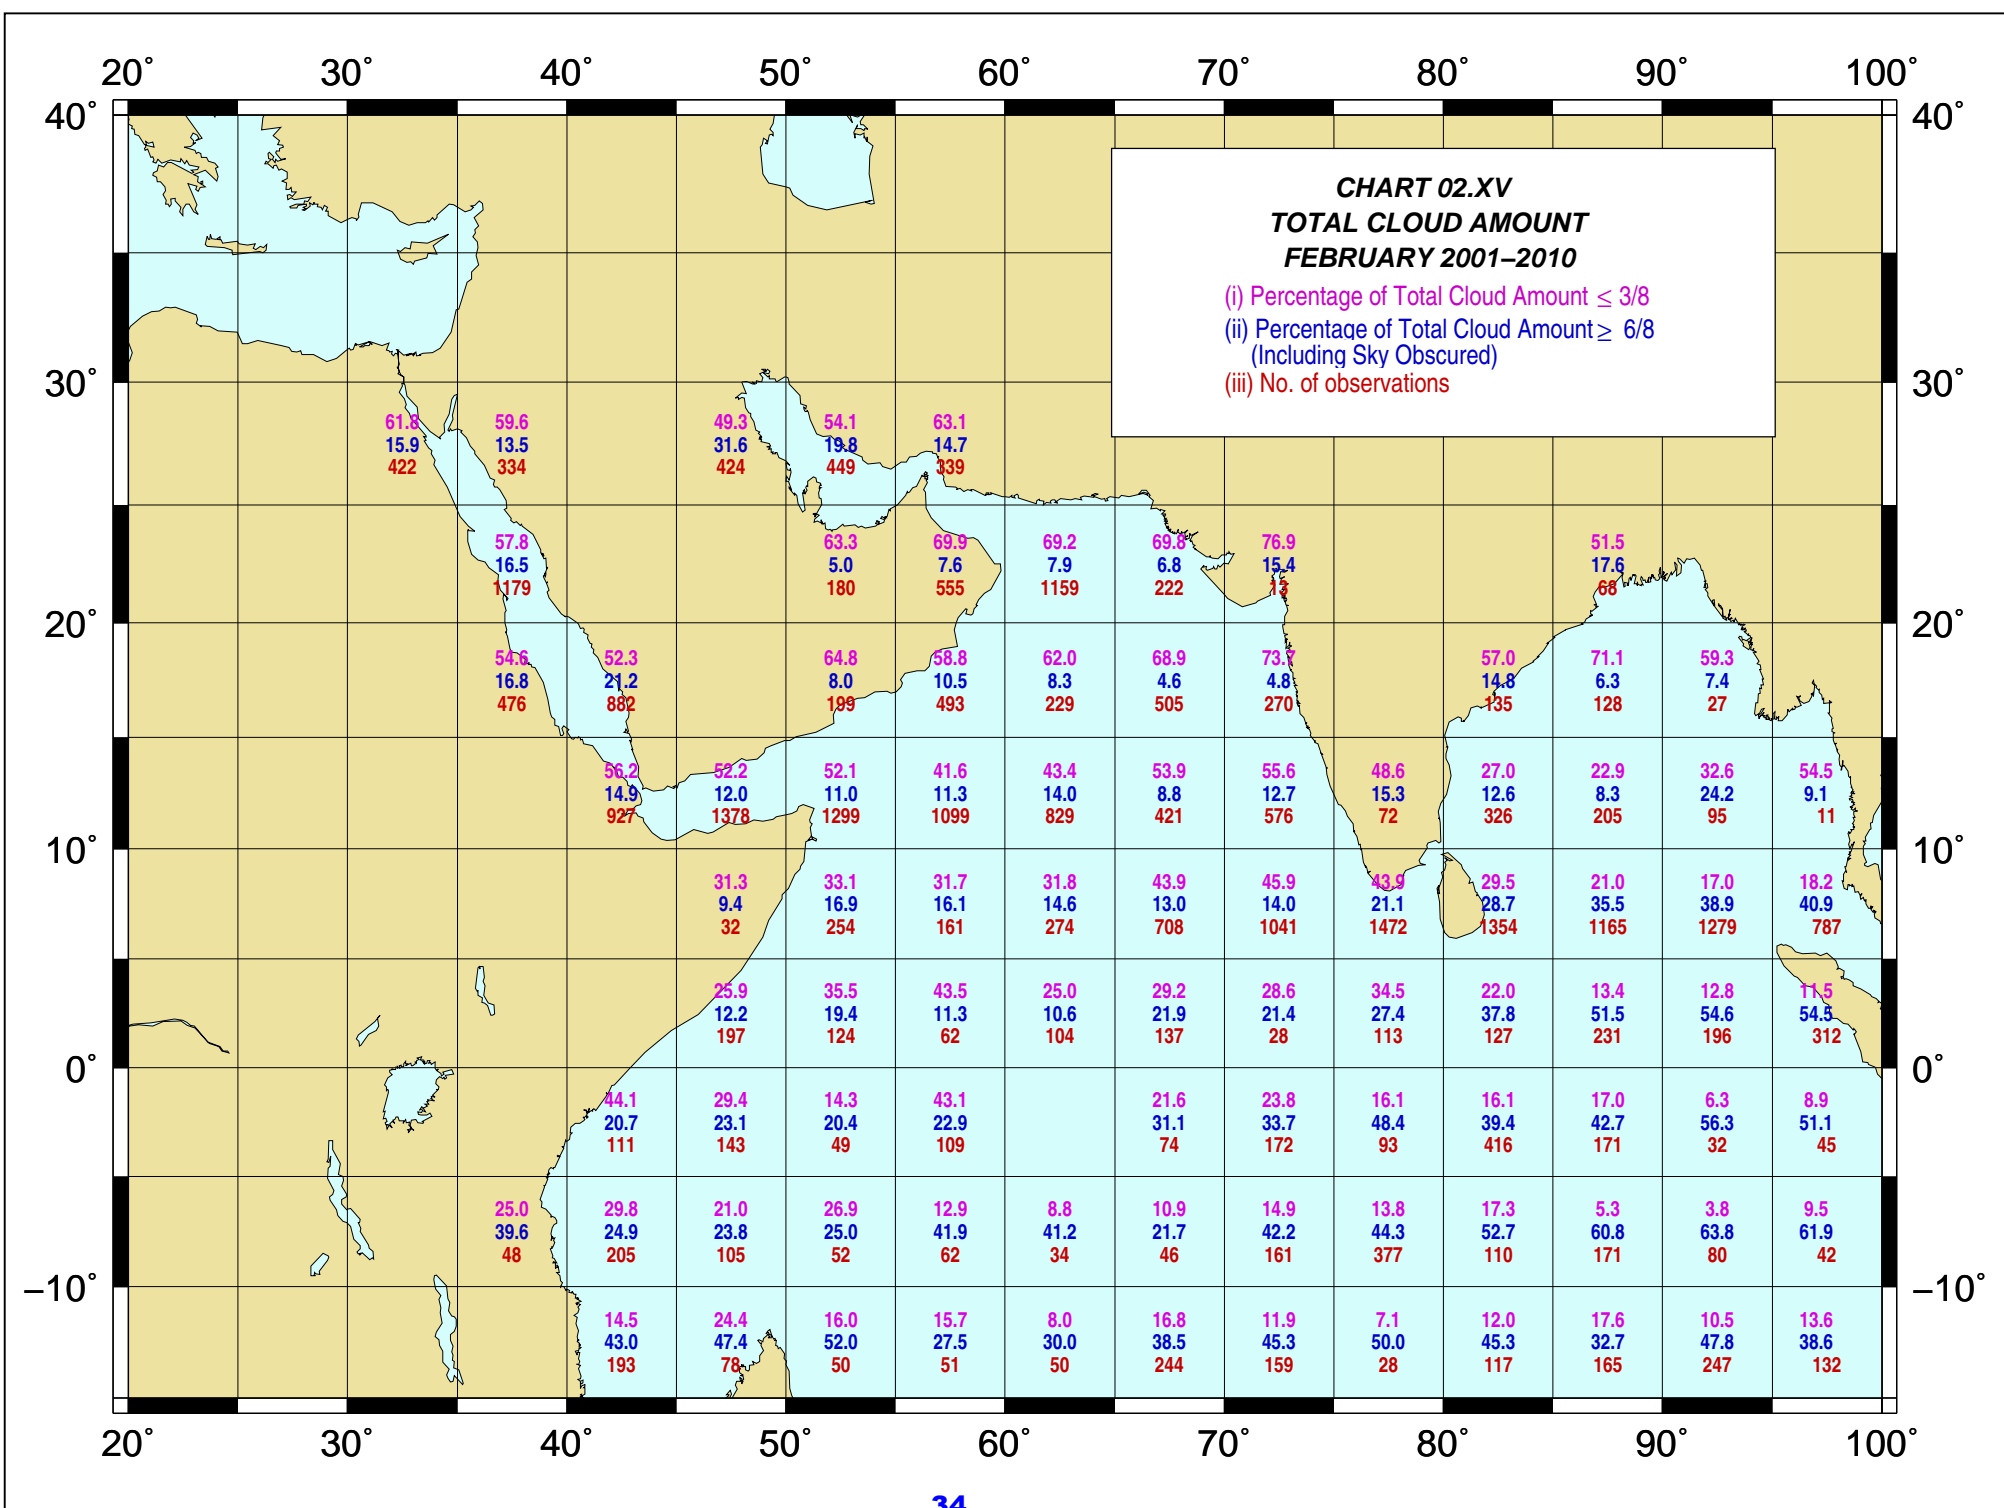 20° 30° 40° 50° 60° 70° 80° 90° 100°
40° 40°
CHART 02.XV
TOTAL CLOUD AMOUNT
FEBRUARY 2001–2010
(i) Percentage of Total Cloud Amount ≤ 3/8
(ii) Percentage of Total Cloud Amount ≥ 6/8
(Including Sky Obscured)
(iii) No. of observations
30° 30°
61.8 59.6 49.3 54.1 63.1
15.9 13.5 31.6 19.8 14.7
422 334 424 449 339
57.8 63.3 69.9 69.2 69.8 76.9 51.5
16.5 5.0 7.6 7.9 6.8 15.4 17.6
1179 180 555 1159 222 13 68
20° 20°
54.6 52.3 64.8 58.8 62.0 68.9 73.7 57.0 71.1 59.3
16.8 21.2 8.0 10.5 8.3 4.6 4.8 14.8 6.3 7.4
476 882 199 493 229 505 270 135 128 27
56.2 52.2 52.1 41.6 43.4 53.9 55.6 48.6 27.0 22.9 32.6 54.5
14.9 12.0 11.0 11.3 14.0 8.8 12.7 15.3 12.6 8.3 24.2 9.1
927 1378 1299 1099 829 421 576 72 326 205 95 11
10° 10°
31.3 33.1 31.7 31.8 43.9 45.9 43.9 29.5 21.0 17.0 18.2
9.4 16.9 16.1 14.6 13.0 14.0 21.1 28.7 35.5 38.9 40.9
32 254 161 274 708 1041 1472 1354 1165 1279 787
25.9 35.5 43.5 25.0 29.2 28.6 34.5 22.0 13.4 12.8 11.5
12.2 19.4 11.3 10.6 21.9 21.4 27.4 37.8 51.5 54.6 54.5
197 124 62 104 137 28 113 127 231 196 312
0° 0°
44.1 29.4 14.3 43.1 21.6 23.8 16.1 16.1 17.0 6.3 8.9
20.7 23.1 20.4 22.9 31.1 33.7 48.4 39.4 42.7 56.3 51.1
111 143 49 109 74 172 93 416 171 32 45
25.0 29.8 21.0 26.9 12.9 8.8 10.9 14.9 13.8 17.3 5.3 3.8 9.5
39.6 24.9 23.8 25.0 41.9 41.2 21.7 42.2 44.3 52.7 60.8 63.8 61.9
48 205 105 52 62 34 46 161 377 110 171 80 42
−10° −10°
14.5 24.4 16.0 15.7 8.0 16.8 11.9 7.1 12.0 17.6 10.5 13.6
43.0 47.4 52.0 27.5 30.0 38.5 45.3 50.0 45.3 32.7 47.8 38.6
193 78 50 51 50 244 159 28 117 165 247 132
20° 30° 40° 50° 60° 70° 80° 90° 100°
34